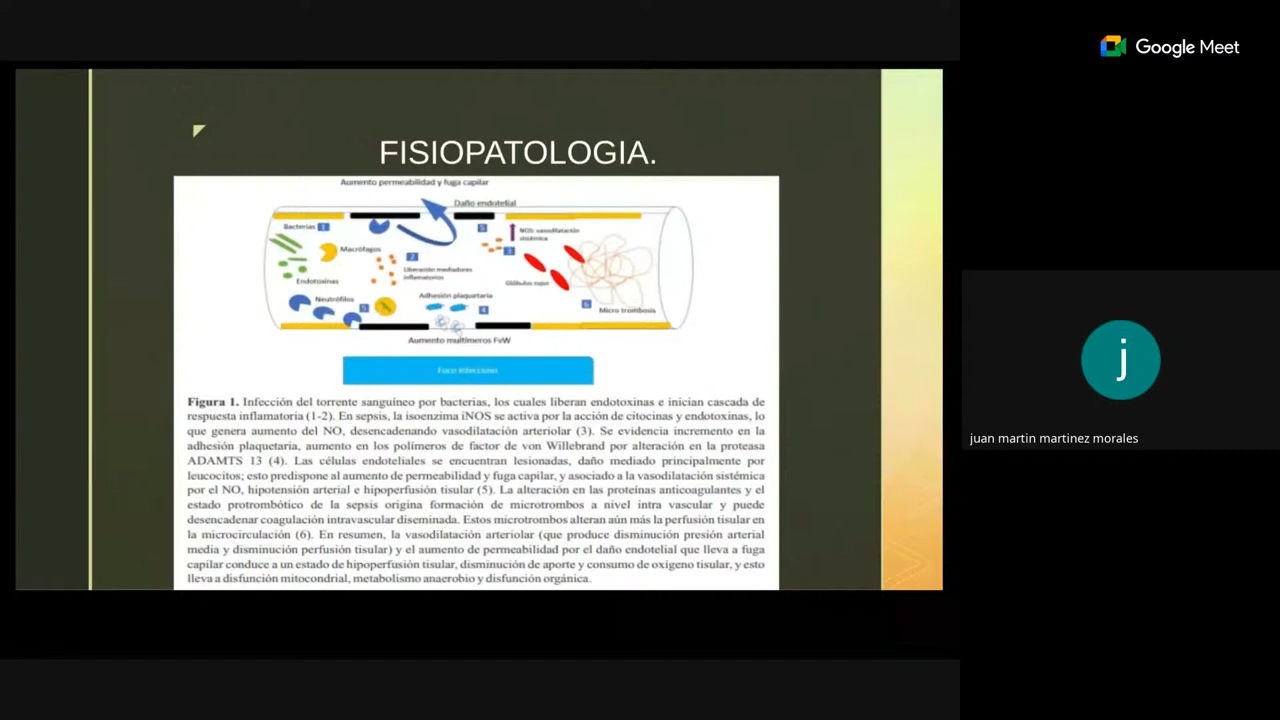 Google Meet
FISIOPATOLOGIA.
Aumento permeabilidad y fuga capilar
Daño endotelial
Bacterias 1
5
NOS: vasodilatación
sistémica
Macrófagos
2
3
Liberación mediadores
inflamatorios
Endotoxinas
Glóbulos rojos
Neutrófilos
Adhesión plaquetaria
4
6
Micro trombosis
Aumento multímeros FvW
Foco Infeccioso
Figura 1. Infección del torrente sanguíneo por bacterias, los cuales liberan endotoxinas e inician cascada de
respuesta inflamatoria (1-2). En sepsis, la isoenzima iNOS se activa por la acción de citocinas y endotoxinas, lo
que genera aumento del NO, desencadenando vasodilatación arteriolar (3). Se evidencia incremento en la
adhesión plaquetaria, aumento en los polímeros de factor de von Willebrand por alteración en la proteasa
ADAMTS 13 (4). Las células endoteliales se encuentran lesionadas, daño mediado principalmente por
leucocitos; esto predispone al aumento de permeabilidad y fuga capilar, y asociado a la vasodilatación sistémica
por el NO, hipotensión arterial e hipoperfusión tisular (5). La alteración en las proteínas anticoagulantes y el
estado protrombótico de la sepsis origina formación de microtrombos a nivel intra vascular y puede
desencadenar coagulación intravascular diseminada. Estos microtrombos alteran aún más la perfusión tisular en
la microcirculación (6). En resumen, la vasodilatación arteriolar (que produce disminución presión arterial
media y disminución perfusión tisular) y el aumento de permeabilidad por el daño endotelial que lleva a fuga
capilar conduce a un estado de hipoperfusión tisular, disminución de aporte y consumo de oxígeno tisular, y esto
lleva a disfunción mitocondrial, metabolismo anaerobio y disfunción orgánica.
j
juan martin martinez morales